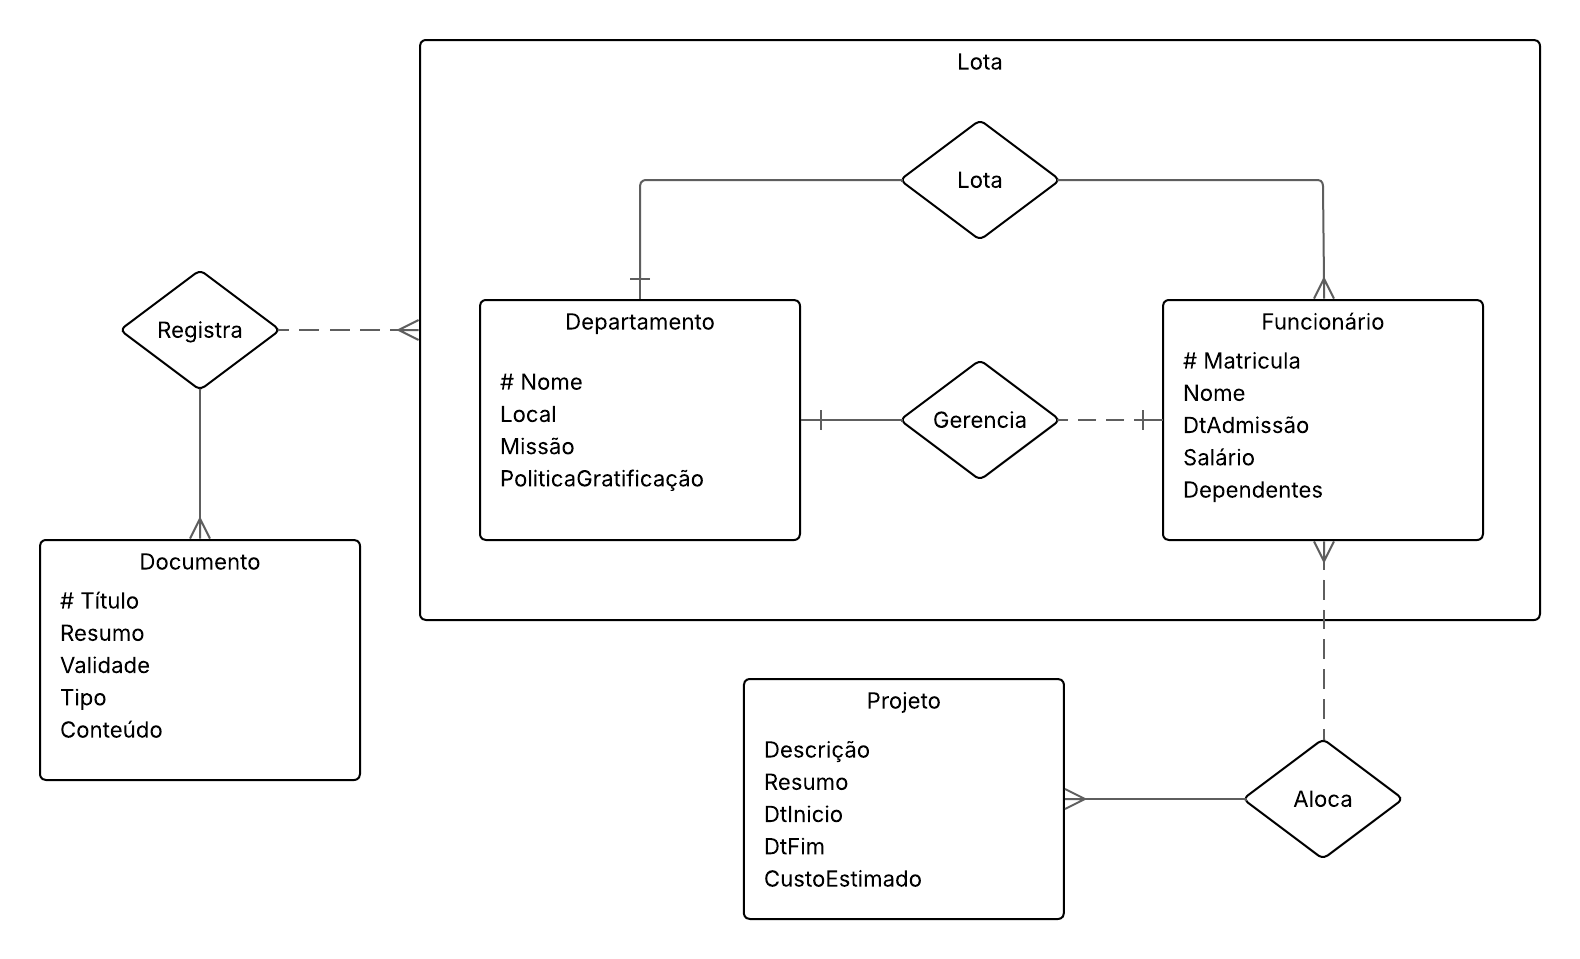 Lota
Lota
Registra
Departamento
# Nome
Local
Missão
PoliticaGratificação
Gerencia
Funcionário
# Matricula
Nome
DtAdmissão
Salário
Dependentes
Documento
# Título
Resumo
Validade
Tipo
Conteúdo
Projeto
Descrição
Resumo
DtInicio
DtFim
CustoEstimado
Aloca